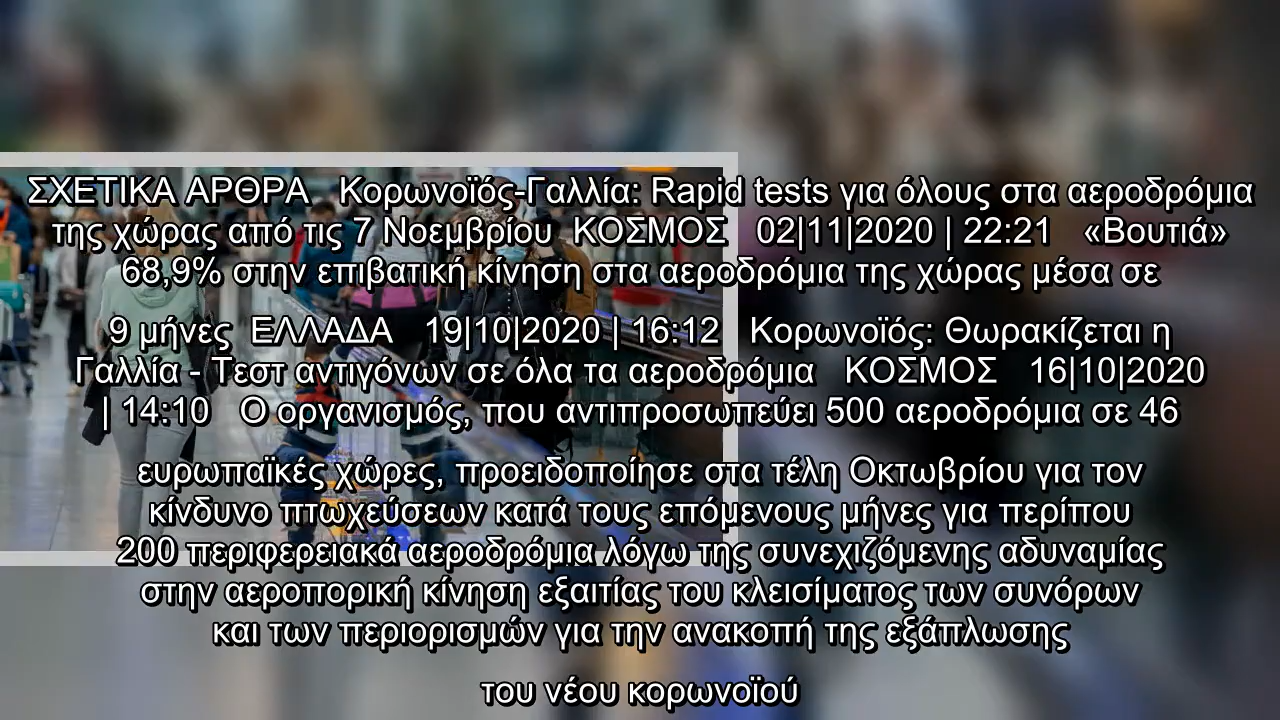 ΣΧΕΤΙΚΑ ΑΡΘΡΑ   Κορωνοϊός-Γαλλία: Rapid tests για όλους στα αεροδρόμια
της χώρας από τις 7 Νοεμβρίου  ΚΟΣΜΟΣ   02|11|2020 | 22:21   «Βουτιά»
68,9% στην επιβατική κίνηση στα αεροδρόμια της χώρας μέσα σε
9 μήνες  ΕΛΛΑΔΑ   19|10|2020 | 16:12   Κορωνοϊός: Θωρακίζεται η
Γαλλία - Τεστ αντιγόνων σε όλα τα αεροδρόμια   ΚΟΣΜΟΣ   16|10|2020
| 14:10   Ο οργανισμός, που αντιπροσωπεύει 500 αεροδρόμια σε 46
ευρωπαϊκές χώρες, προειδοποίησε στα τέλη Οκτωβρίου για τον
κίνδυνο πτωχεύσεων κατά τους επόμενους μήνες για περίπου
200 περιφερειακά αεροδρόμια λόγω της συνεχιζόμενης αδυναμίας
στην αεροπορική κίνηση εξαιτίας του κλεισίματος των συνόρων
και των περιορισμών για την ανακοπή της εξάπλωσης
του νέου κορωνοϊού